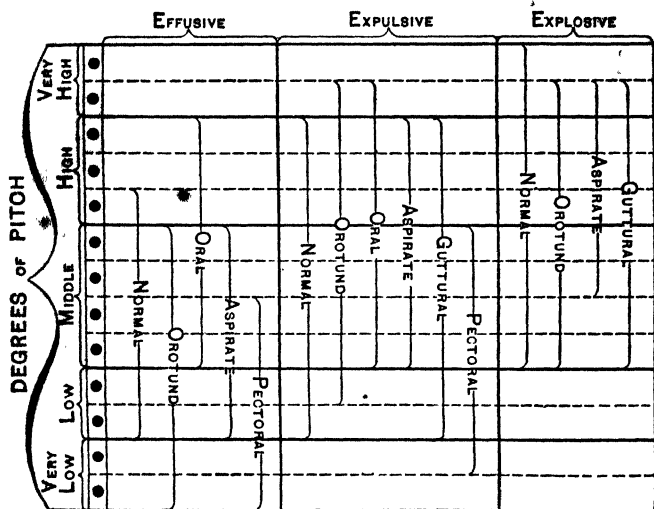 EFFUSIVE
EXPULSIVE
EXPLOSIVE
DEGREES OF PITCH
VERY
HIGH
HIGH
MIDDLE
LOW
VERY
LOW
NORMAL
OROTUND
ORAL
ASPIRATE
PECTORAL
NORMAL
OROTUND
ORAL
ASPIRATE
GUTTURAL
PECTORAL
NORMAL
OROTUND
ASPIRATE
GUTTURAL